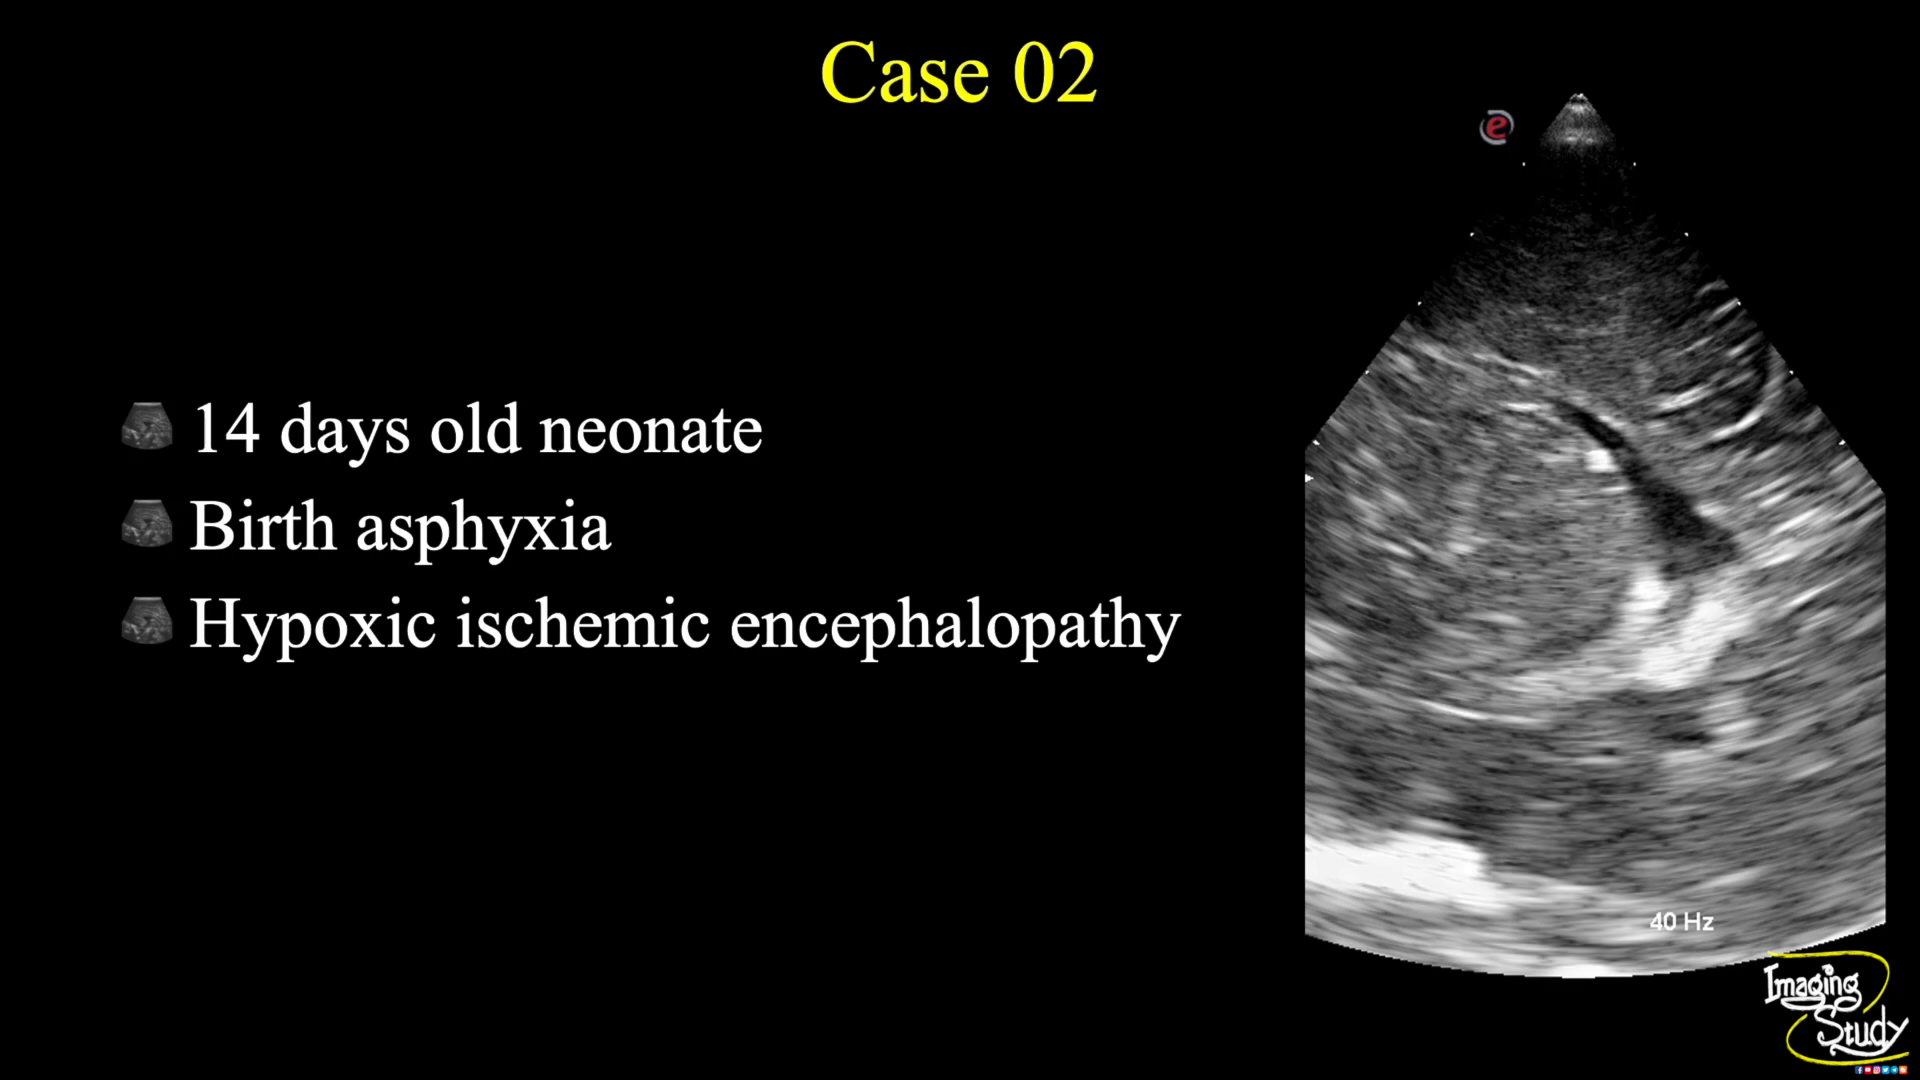 Case 02
e
14 days old neonate
Birth asphyxia
Hypoxic ischemic encephalopathy
40 Hz
Imaging
Study